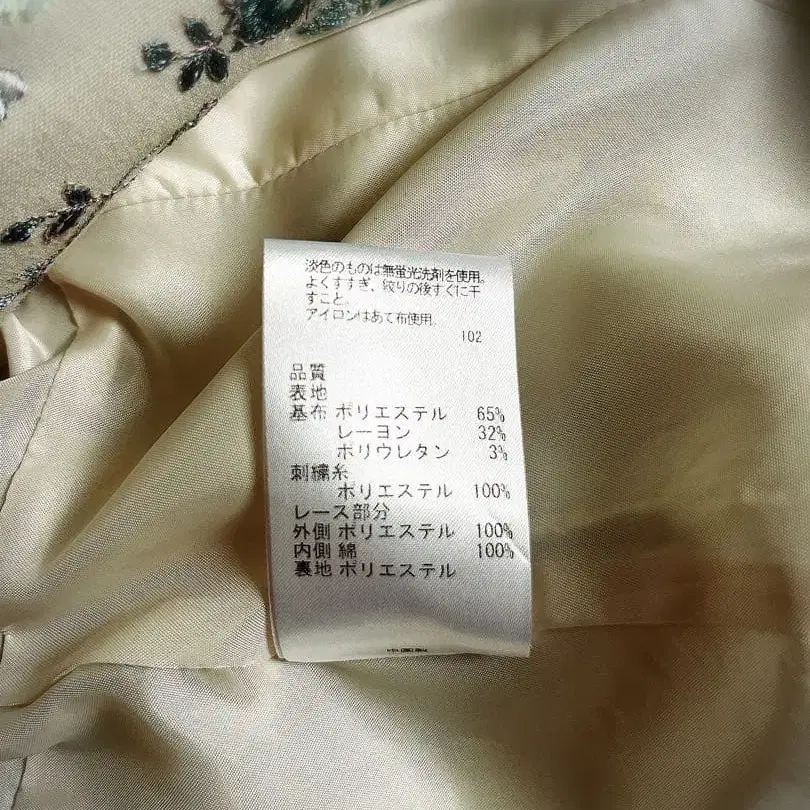 淡色のものは無蛍光洗剤を使用。
よくすすぎ、絞りの後すぐに干
すこと。
アイロンはあて布使用。
102
品質
表地
基布 ポリエステル 65%
レーヨン 32%
ポリウレタン 3%
刺繍糸
ポリエステル 100%
レース部分
外側 ポリエステル 100%
内側 綿 100%
裏地 ポリエステル
中国製